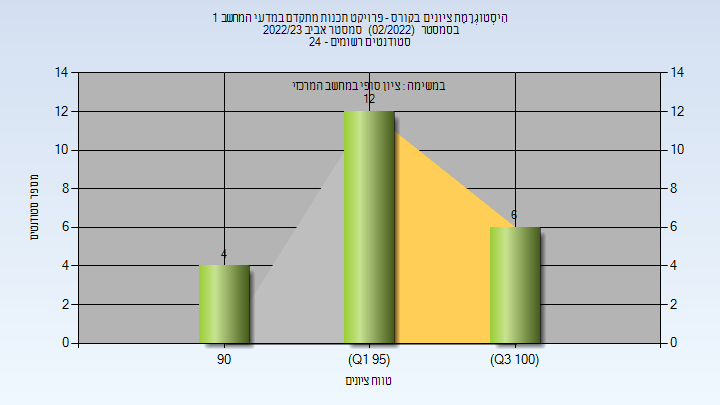 הִיסְטוֹגְרָמַת ציונים בקורס - פרויקט תכנות מתקדם במדעי המחשב 1
בסמסטר (02/2022) סמסטר אביב 2022/23
סטודנטים רשומים - 24
במשימה : ציון סופי במחשב המרכזי
14 14
12
12 12
10 10
8 8
6
6 6
4
4 4
2 2
0 0
90 (Q1 95) (Q3 100)
מספר סטודנטים
טווח ציונים